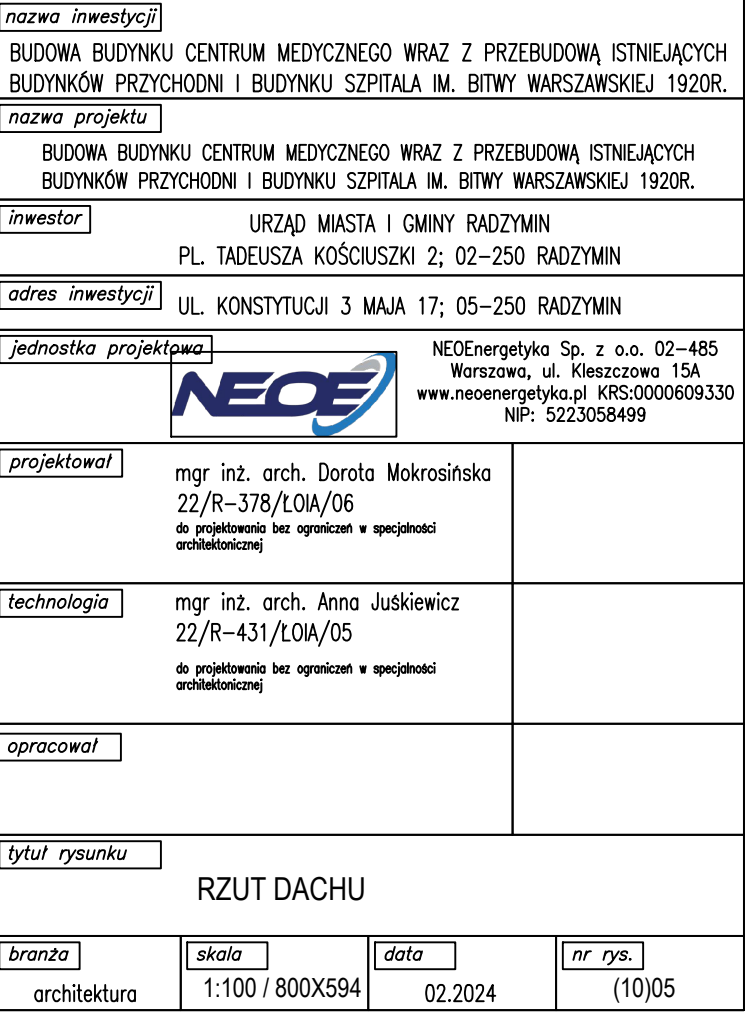 nazwa inwestycji
BUDOWA BUDYNKU CENTRUM MEDYCZNEGO WRAZ Z PRZEBUDOWĄ ISTNIEJĄCYCH
BUDYNKÓW PRZYCHODNI I BUDYNKU SZPITALA IM. BITWY WARSZAWSKIEJ 1920R.
nazwa projektu
BUDOWA BUDYNKU CENTRUM MEDYCZNEGO WRAZ Z PRZEBUDOWĄ ISTNIEJĄCYCH
BUDYNKÓW PRZYCHODNI I BUDYNKU SZPITALA IM. BITWY WARSZAWSKIEJ 1920R.
inwestor
URZĄD MIASTA I GMINY RADZYMIN
PL. TADEUSZA KOŚCIUSZKI 2; 02-250 RADZYMIN
adres inwestycji
UL. KONSTYTUCJI 3 MAJA 17; 05-250 RADZYMIN
jednostka projektowa
NEOE
NEOEnergetyka Sp. z o.o. 02-485
Warszawa, ul. Kleszczowa 15A
www.neoenergetyka.pl KRS:0000609330
NIP: 5223058499
projektował
mgr inż. arch. Dorota Mokrosińska
22/R-378/ŁOIA/06
do projektowania bez ograniczeń w specjalności
architektonicznej
technologia
mgr inż. arch. Anna Juśkiewicz
22/R-431/ŁOIA/05
do projektowania bez ograniczeń w specjalności
architektonicznej
opracował
tytuł rysunku
RZUT DACHU
branża
architektura
skala
1:100 / 800X594
data
02.2024
nr rys.
(10)05